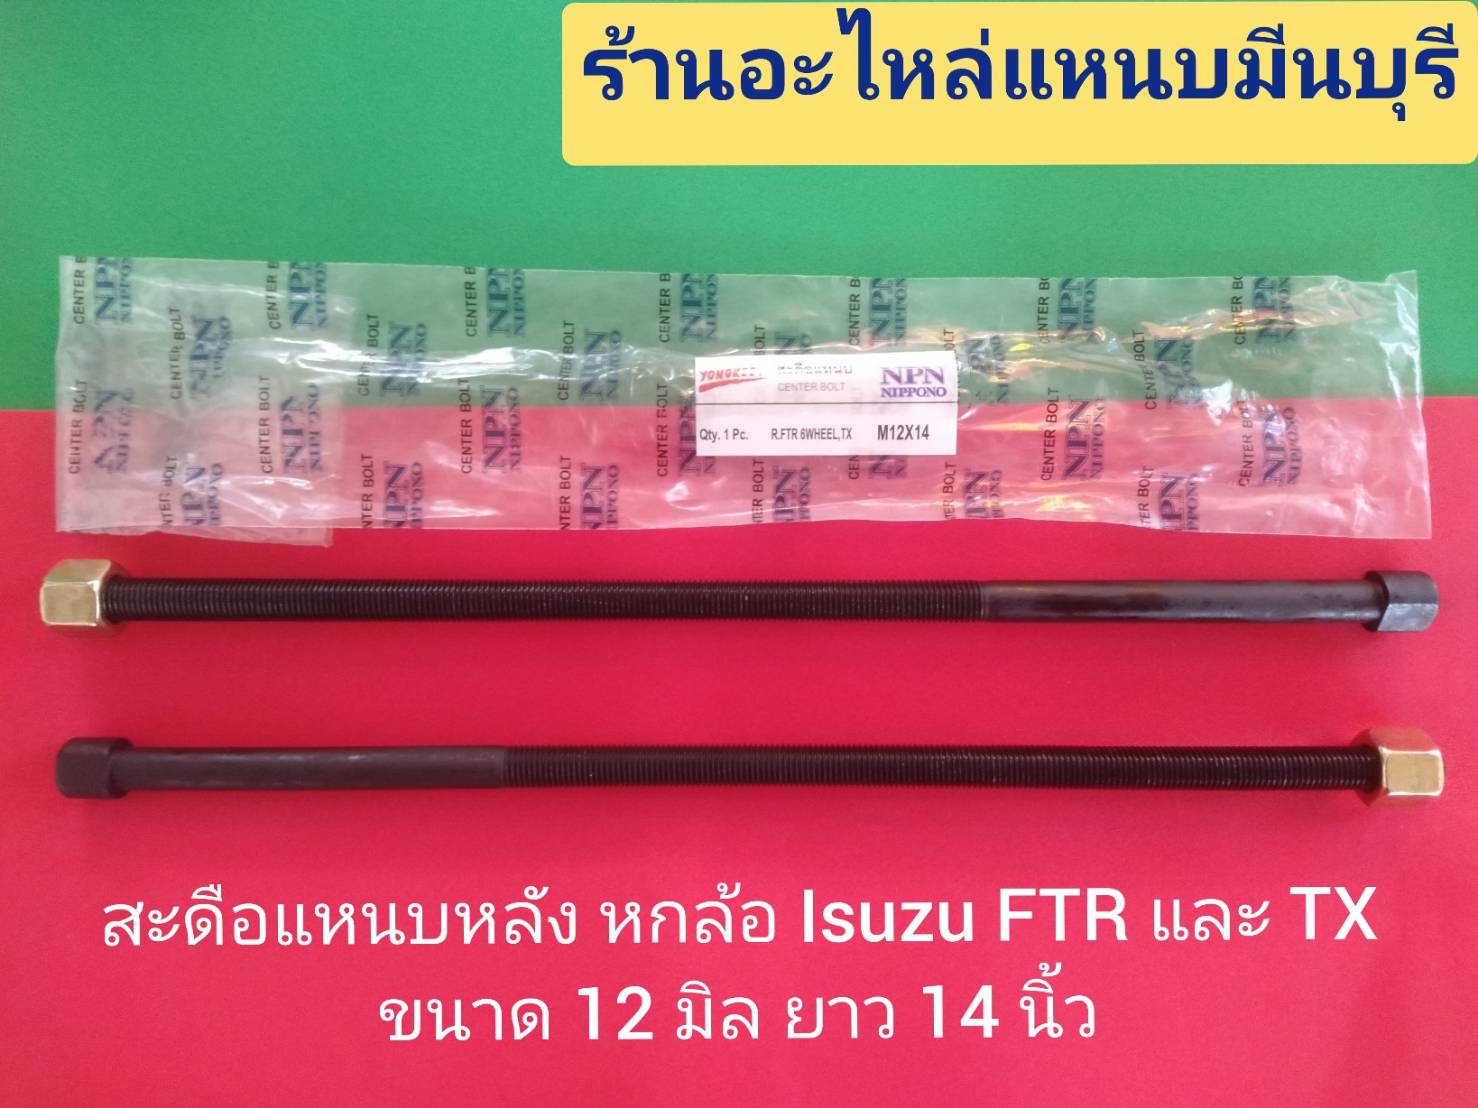 ร้านอะไหล่แหนบมีนบุรี
CENTER BOLT
NPN
NIPPONO
สะดือแหนบ
CENTER BOLT
NPN
NIPPONO
Qty. 1 Pc. R.FTR 6WHEEL,TX M12X14
สะดือแหนบหลัง หกล้อ Isuzu FTR และ TX
ขนาด 12 มิล ยาว 14 นิ้ว